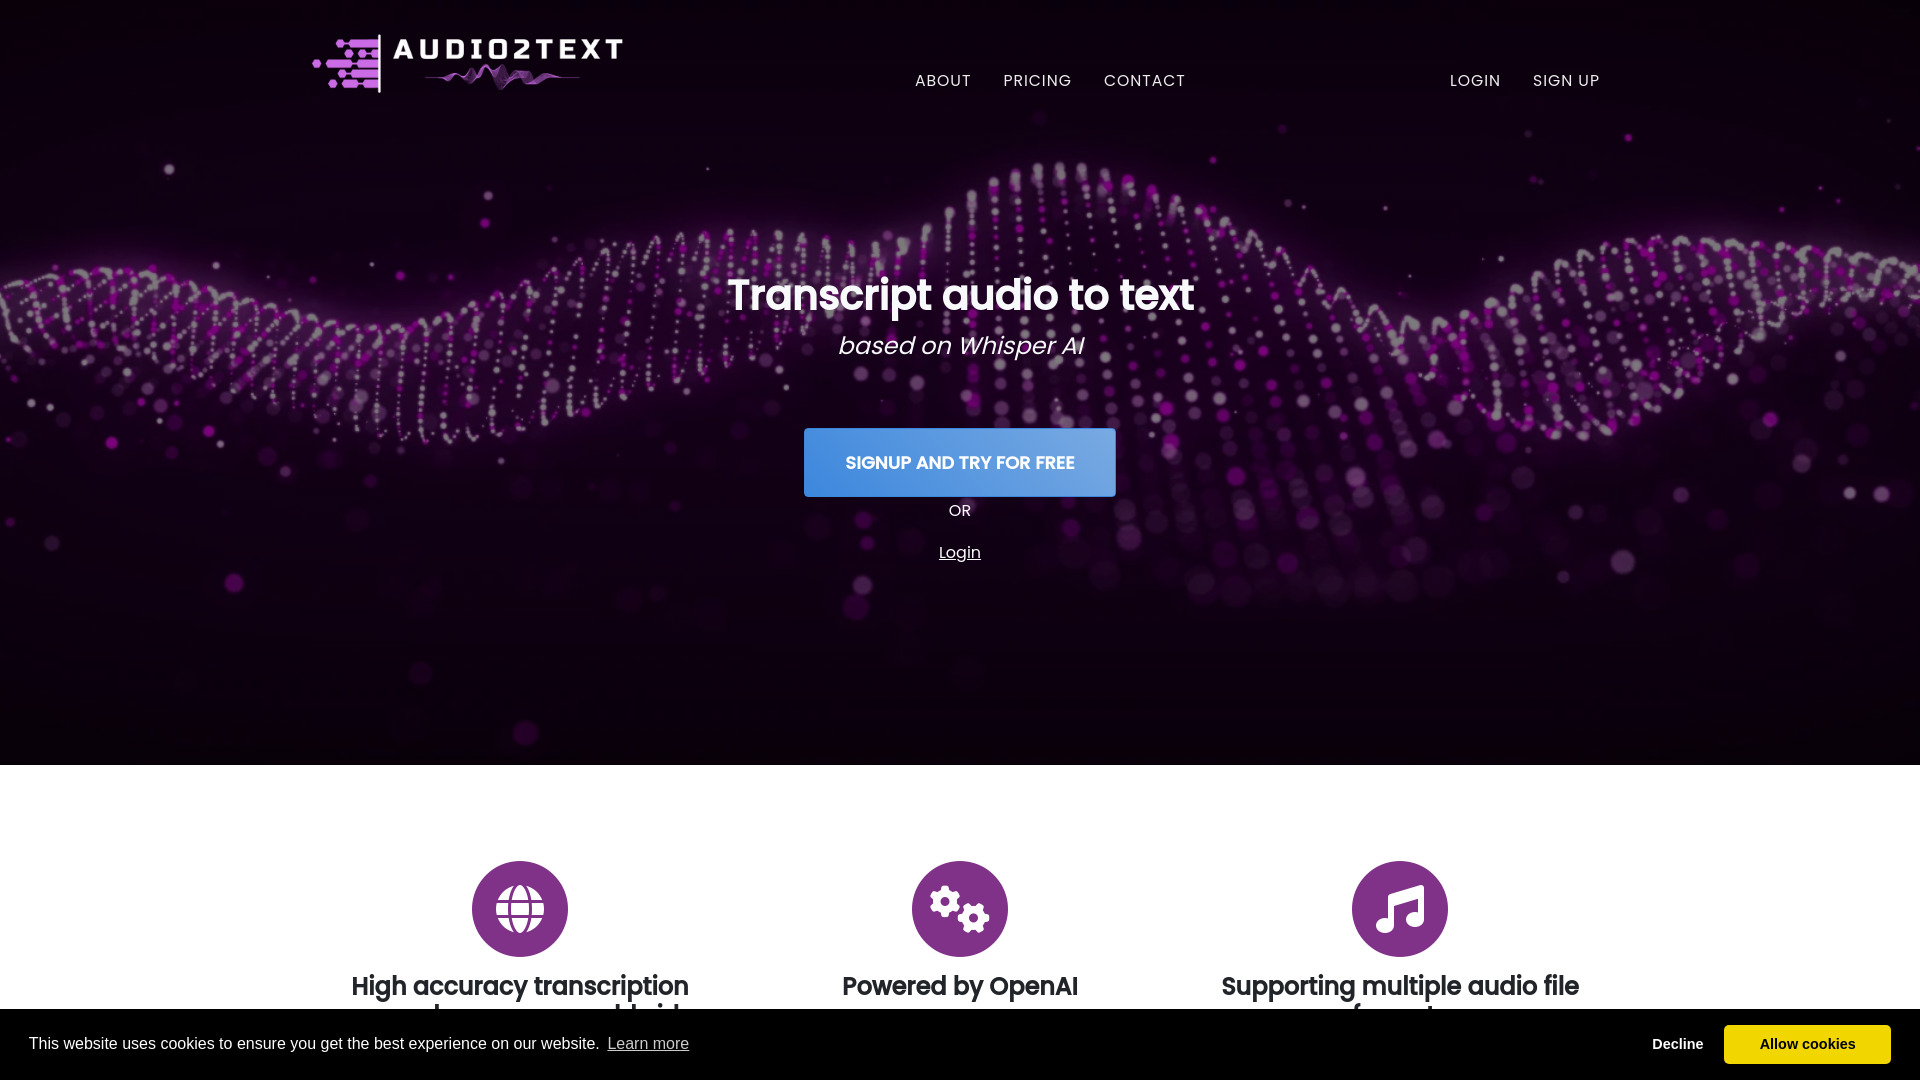 AUDIO2TEXT
ABOUT PRICING CONTACT
LOGIN SIGN UP
Transcript audio to text
based on Whisper AI
SIGNUP AND TRY FOR FREE
OR
Login
High accuracy transcription
Powered by OpenAI
Supporting multiple audio file
This website uses cookies to ensure you get the best experience on our website. Learn more
Decline
Allow cookies